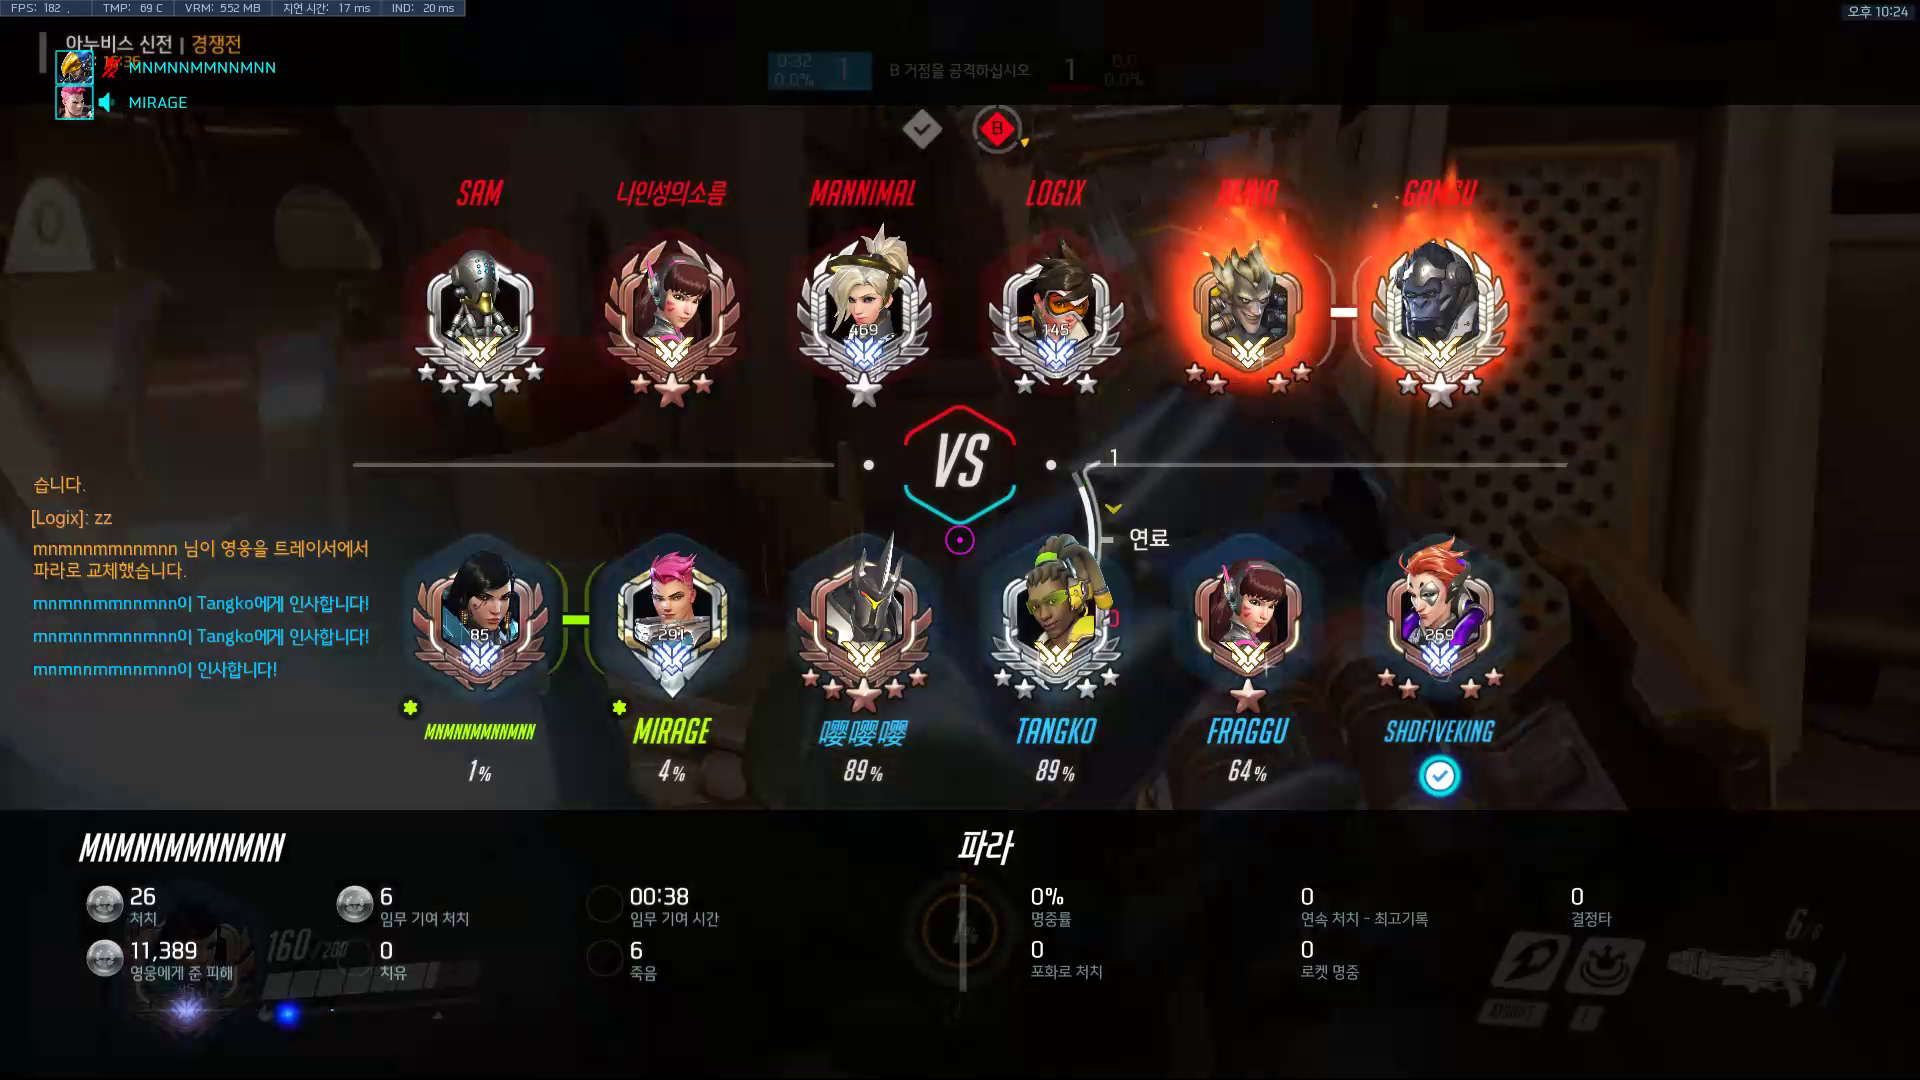 FPS: 182
TMP: 69 C
VRM: 552 MB
지연 시간: 17 ms
IND: 20 ms
오후 10:24
아누비스 신전 | 경쟁전
MNMNNMMNNMNN
MIRAGE
0:32
0.0%
1
B 거점을 공격하십시오
1
0.0%
B
SAM
니인성의소름
MANNIMAL
LOGIX
GAMSU
469
145
VS
1
연료
습니다.
[Logix]: zz
mnmnnmmnnmnn 님이 영웅을 트레이서에서
파라로 교체했습니다.
mnmnnmmnnmnn이 Tangko에게 인사합니다!
mnmnnmmnnmnn이 Tangko에게 인사합니다!
mnmnnmmnnmnn이 인사합니다!
85
291
269
MNMNNMMNNMNN
MIRAGE
嘤嘤嘤
TANGKO
FRAGGU
SHDFIVEKING
1%
4%
89%
89%
64%
MNMNNMMNNMNN
파라
26
처치
6
임무 기여 처치
00:38
임무 기여 시간
0%
명중률
0
연속 처치 - 최고기록
0
결정타
11,389
영웅에게 준 피해
0
치유
6
죽음
0
포화로 처치
0
로켓 명중
160/200